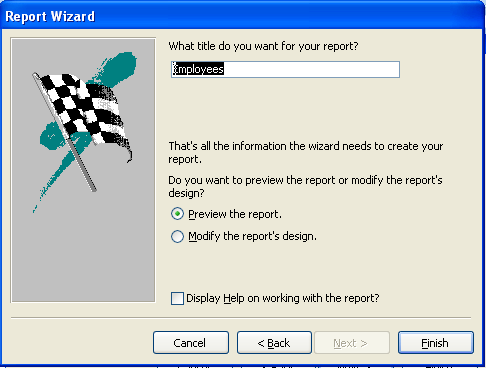 Report Wizard
What title do you want for your report?
Employees
That's all the information the wizard needs to create your
report.
Do you want to preview the report or modify the report's
design?
Preview the report.
Modify the report's design.
Display Help on working with the report?
Cancel
< Back
Next >
Finish